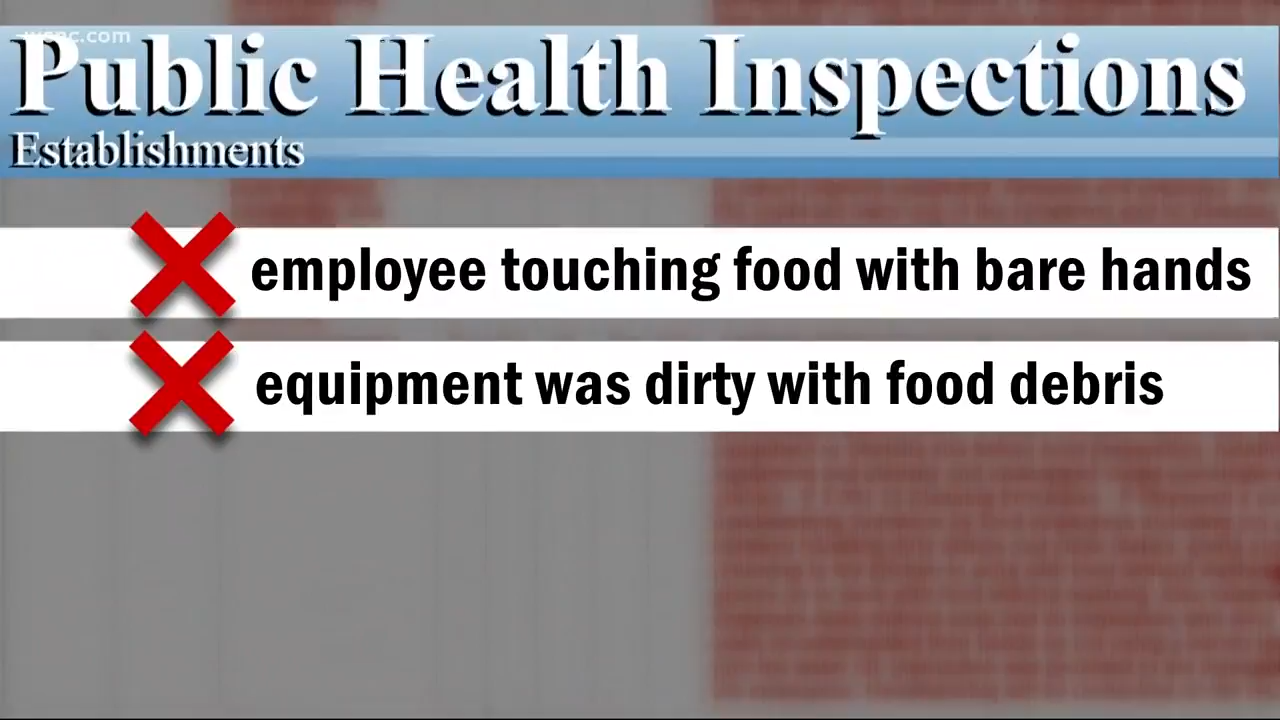 wcnc.com
Public Health Inspections
Establishments
employee touching food with bare hands
equipment was dirty with food debris